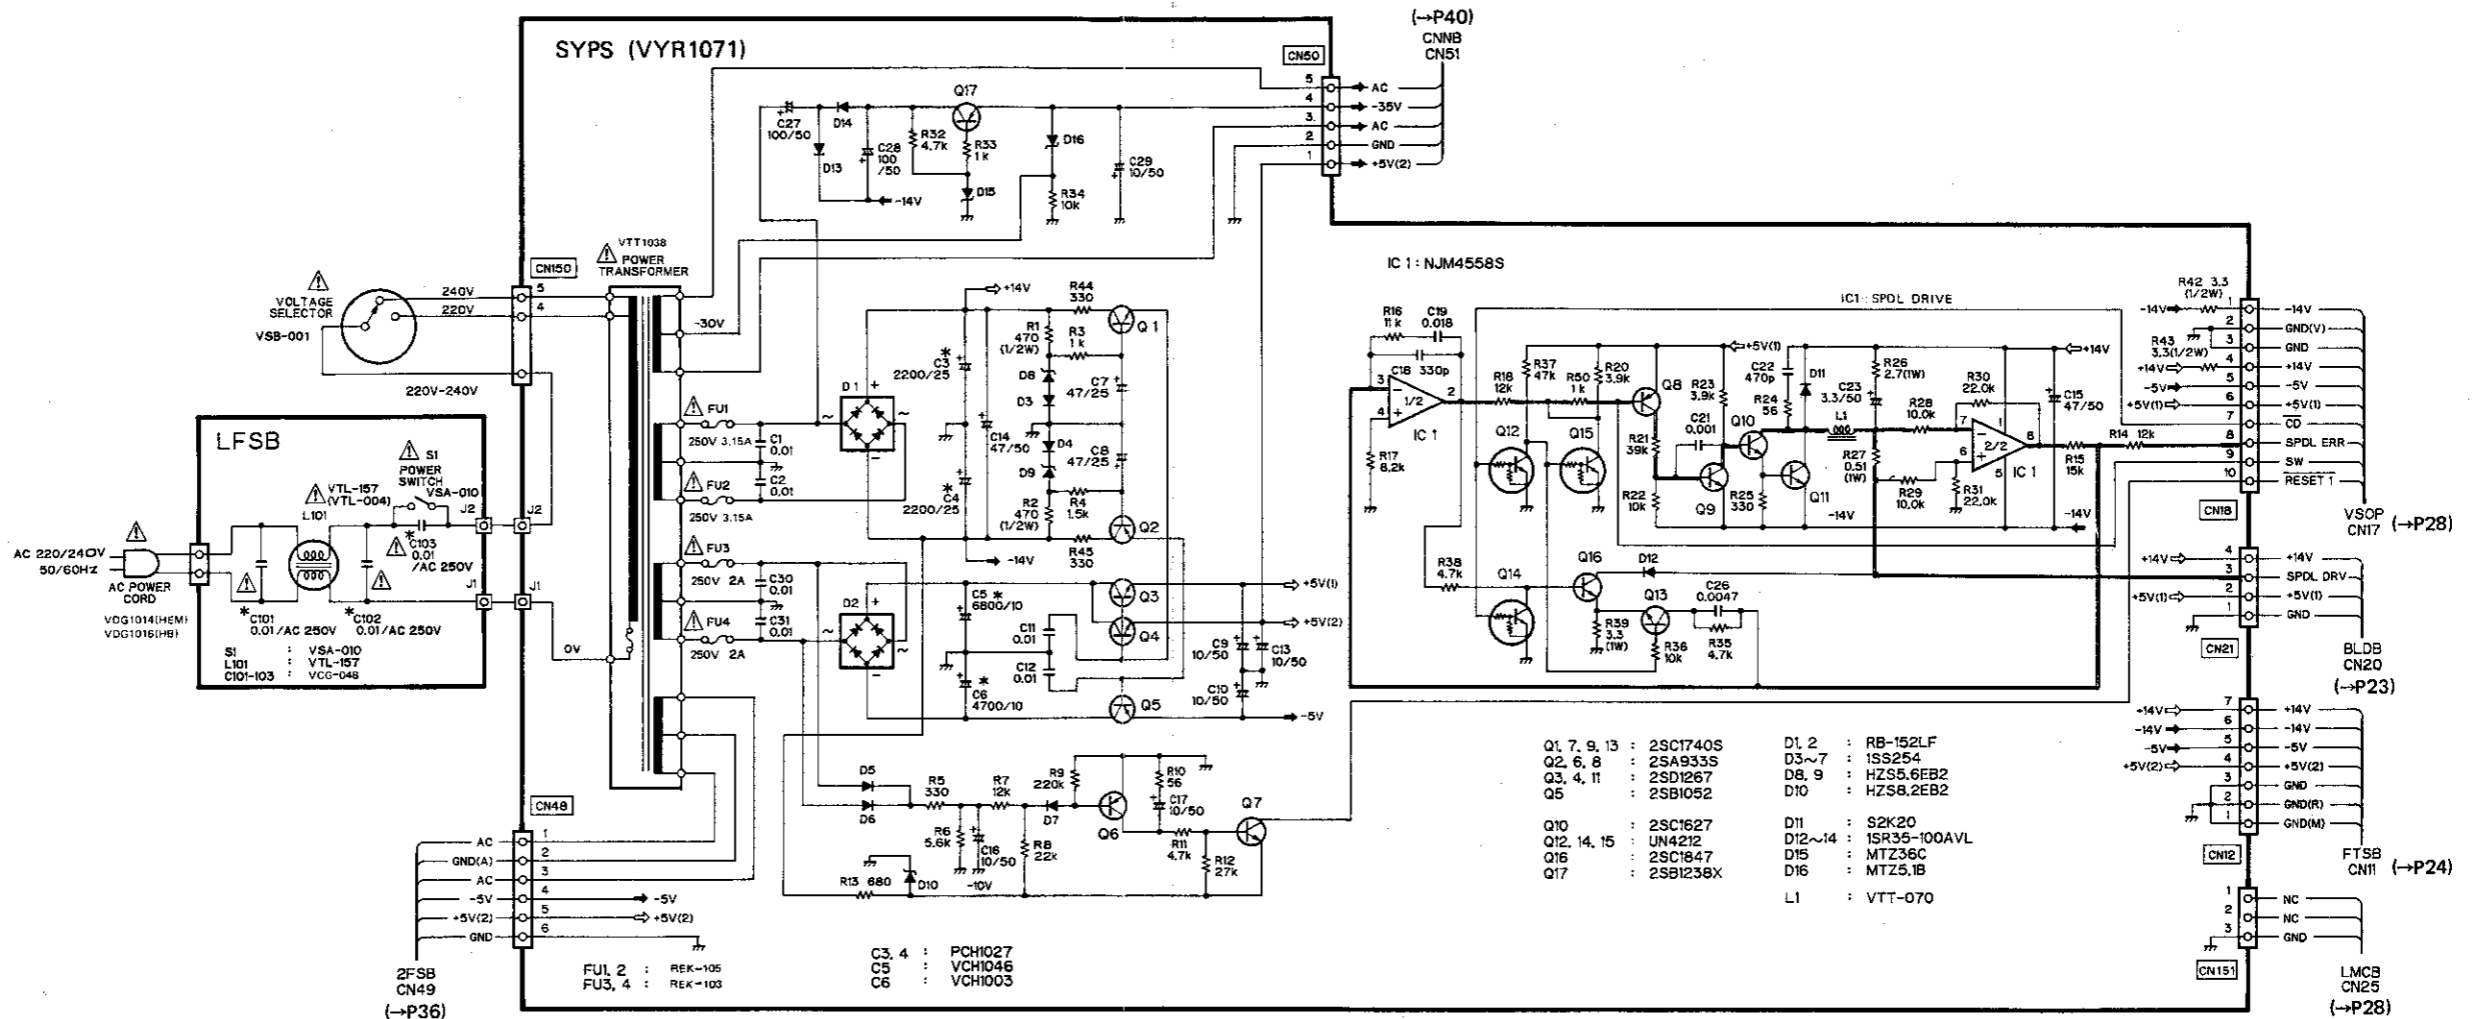 SYPS (VYR1071)
(→P40)
CNNB
CN51
CN50
5
AC
4
-35V
3
AC
2
GND
1
+5V(2)
C27
100/50
D14
D13
C28
100
/50
R32
4.7k
Q17
R33
1k
D15
-14V
D16
R34
10k
C29
10/50
VTT1038
POWER
TRANSFORMER
CN150
VOLTAGE
SELECTOR
VSB-001
240V
220V
5
4
220V-240V
-30V
LFSB
VTL-157
(VTL-004)
L101
S1
POWER
SWITCH
VSA-010
J2
J2
C103
0.01
/AC 250V
AC 220/240V
50/60Hz
AC POWER
CORD
VDG1014(HEM)
VDG1016(HB)
C101
0.01/AC 250V
C102
0.01/AC 250V
J1
J1
S1 : VSA-010
L101 : VTL-157
C101-103 : VCG-048
0V
FU1
250V 3.15A
C1
0.01
C2
0.01
FU2
250V 3.15A
FU3
250V 2A
C30
0.01
C31
0.01
FU4
250V 2A
D1
D2
+14V
C3
2200/25
C14
47/50
C4
2200/25
R1
470
(1/2W)
R44
330
R3
1k
D8
D3
D4
D9
C7
47/25
C8
47/25
R2
470
(1/2W)
R4
1.5k
R45
330
Q1
Q2
-14V
C5
6800/10
C11
0.01
C12
0.01
C6
4700/10
Q3
Q4
Q5
C9
10/50
C13
10/50
C10
10/50
+5V(1)
+5V(2)
-5V
D5
D6
R5
330
R6
5.6k
C16
10/50
R7
12k
R8
22k
D7
R9
220k
Q6
R10
56
C17
10/50
R11
4.7k
R12
27k
Q7
R13 680
D10
-10V
CN48
AC 1
GND(A) 2
AC 3
-5V 4 -5V
+5V(2) 5 +5V(2)
GND 6
2FSB
CN49
(→P36)
FU1, 2 : REK-105
FU3, 4 : REK-103
C3, 4 : PCH1027
C5 : VCH1046
C6 : VCH1003
IC 1 : NJM4558S
IC1 : SPDL DRIVE
R16
11k
C19
0.018
C18 330p
3
4
2
1/2
IC 1
R17
8.2k
R18
12k
R37
47k
R50
1k
R20
3.9k
Q8
Q12
Q15
R21
39k
R22
10k
R23
3.9k
C21
0.001
Q9
Q10
R25
330
Q11
+5V(1)
C22
470p
R24
56
D11
C23
3.3/50
L1
R26
2.7(1W)
R27
0.51
(1W)
R28
10.0k
R29
10.0k
R30
22.0k
R31
22.0k
7
6
1
5
8
2/2
IC 1
+14V
C15
47/50
R15
15k
R14 12k
-14V
R38
4.7k
Q14
Q16
D12
R39
3.3
(1W)
Q13
R36
10k
C26
0.0047
R35
4.7k
R42 3.3
(1/2W)
-14V 1 -14V
2 GND(V)
R43
3.3(1/2W)
3 GND
+14V 4 +14V
-5V 5 -5V
+5V(1) 6 +5V(1)
7 CD
8 SPDL ERR
9 SW
10 RESET 1
CN18
VSOP
CN17 (→P28)
+14V 4 +14V
3 SPDL DRV
+5V(1) 2 +5V(1)
1 GND
CN21
BLDB
CN20
(→P23)
+14V 7 +14V
-14V 6 -14V
-5V 5 -5V
+5V(2) 4 +5V(2)
3 GND
2 GND(R)
1 GND(M)
CN12
FTSB
CN11 (→P24)
1 NC
2 NC
3 GND
CN151
LMCB
CN25
(→P28)
Q1, 7, 9, 13 : 2SC1740S
Q2, 6, 8 : 2SA933S
Q3, 4, 11 : 2SD1267
Q5 : 2SB1052
Q10 : 2SC1627
Q12, 14, 15 : UN4212
Q16 : 2SC1847
Q17 : 2SB1238X
D1, 2 : RB-152LF
D3~7 : 1SS254
D8, 9 : HZS5.6EB2
D10 : HZS8.2EB2
D11 : S2K20
D12~14 : 1SR35-100AVL
D15 : MTZ36C
D16 : MTZ5.1B
L1 : VTT-070